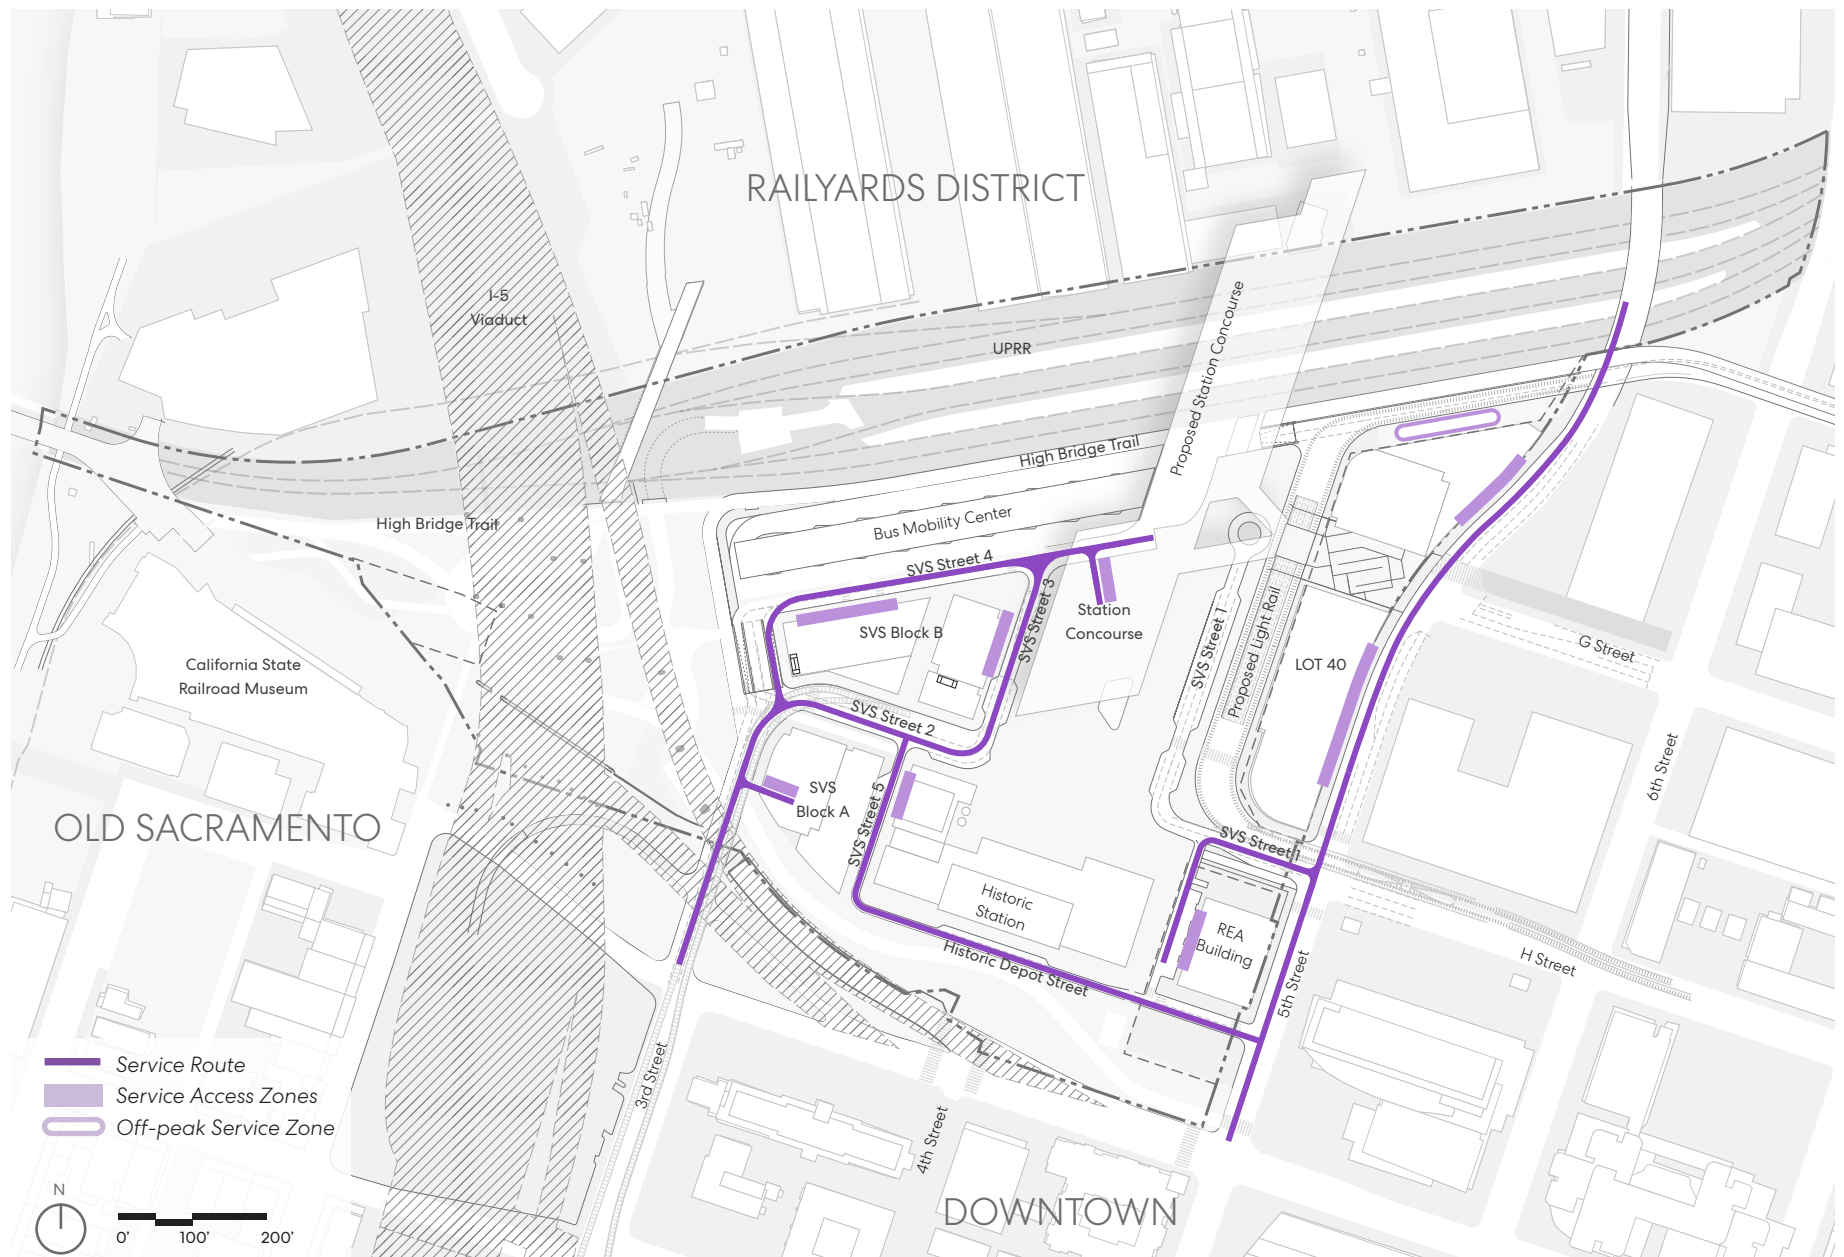 RAILYARDS DISTRICT
I-5
Viaduct
UPRR
Proposed Station Concourse
High Bridge Trail
High Bridge Trail
Bus Mobility Center
SVS Street 4
SVS Street 3
Station
Concourse
SVS Block B
SVS Street 1
Proposed Light Rail
LOT 40
G Street
California State
Railroad Museum
SVS Street 2
6th Street
SVS
Block A
OLD SACRAMENTO
SVS Street 5
SVS Street 1
Historic
Station
REA
Building
Historic Depot Street
H Street
5th Street
3rd Street
4th Street
DOWNTOWN
Service Route
Service Access Zones
Off-peak Service Zone
N
0'
100'
200'